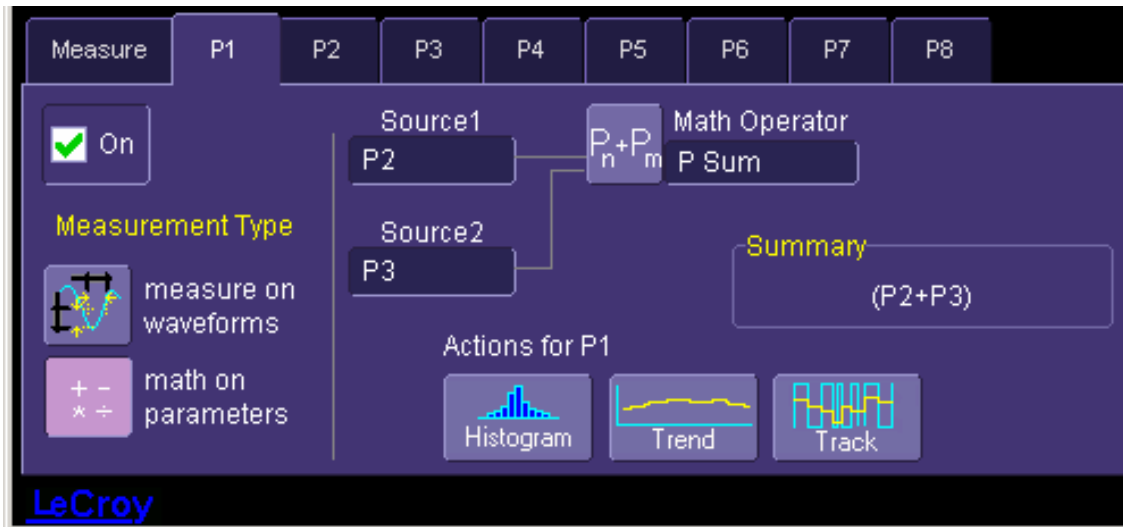 Measure P1 P2 P3 P4 P5 P6 P7 P8
On
Source1
P2
Pn+Pm
Math Operator
P Sum
Measurement Type
Source2
P3
Summary
(P2+P3)
measure on
waveforms
math on
parameters
+ -
* ÷
Actions for P1
Histogram
Trend
Track
LeCroy